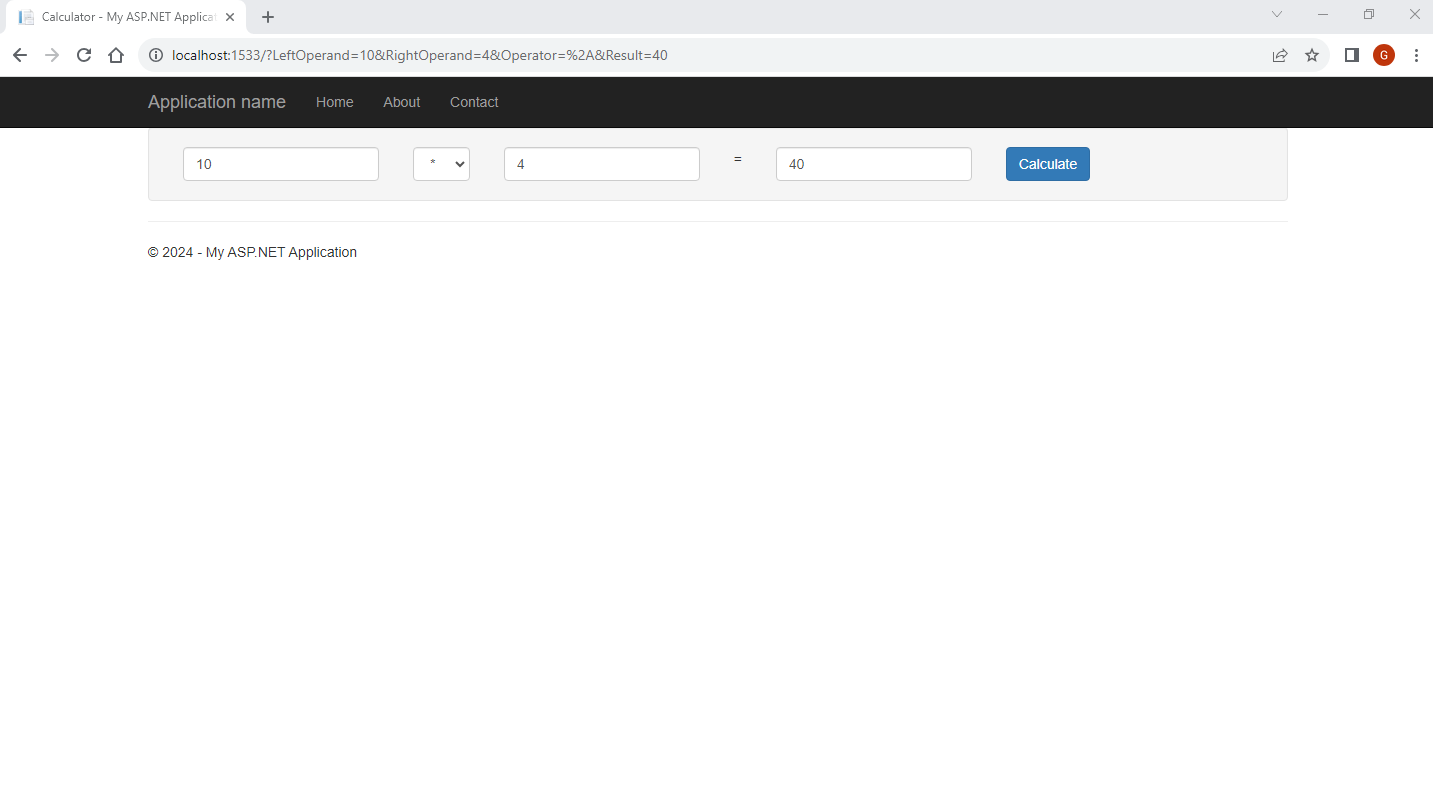 Calculator - My ASP.NET Applicat
localhost:1533/?LeftOperand=10&RightOperand=4&Operator=%2A&Result=40
G
Application name Home About Contact
10 * 4 = 40 Calculate
© 2024 - My ASP.NET Application